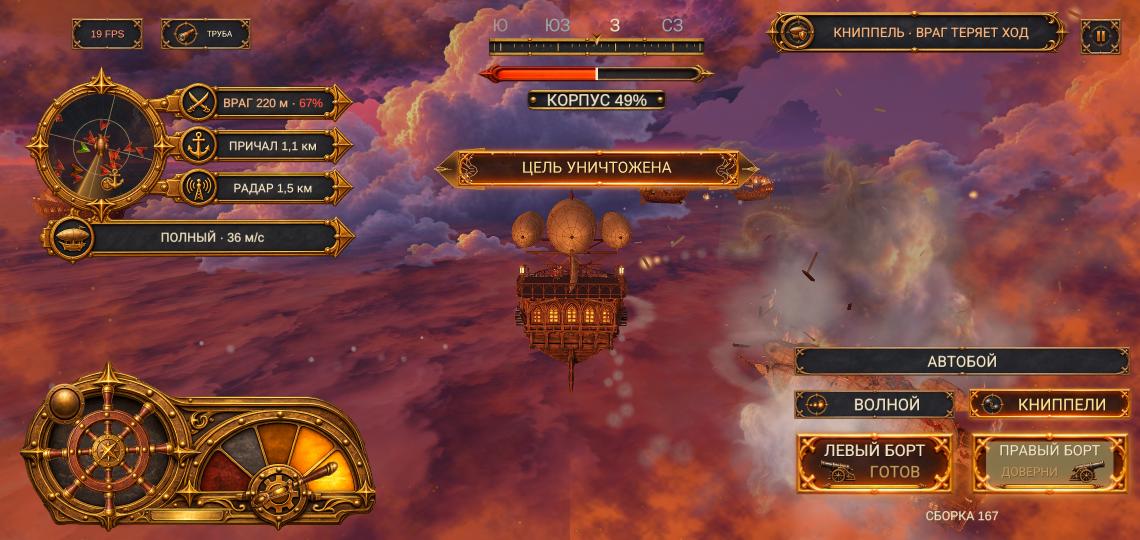 19 FPS
ТРУБА
Ю ЮЗ З СЗ
КНИППЕЛЬ · ВРАГ ТЕРЯЕТ ХОД
ВРАГ 220 м · 67%
КОРПУС 49%
ПРИЧАЛ 1,1 км
ЦЕЛЬ УНИЧТОЖЕНА
РАДАР 1,5 км
ПОЛНЫЙ · 36 м/с
АВТОБОЙ
ВОЛНОЙ
КНИППЕЛИ
ЛЕВЫЙ БОРТ
ГОТОВ
ПРАВЫЙ БОРТ
ДОВЕРНИ
СБОРКА 167